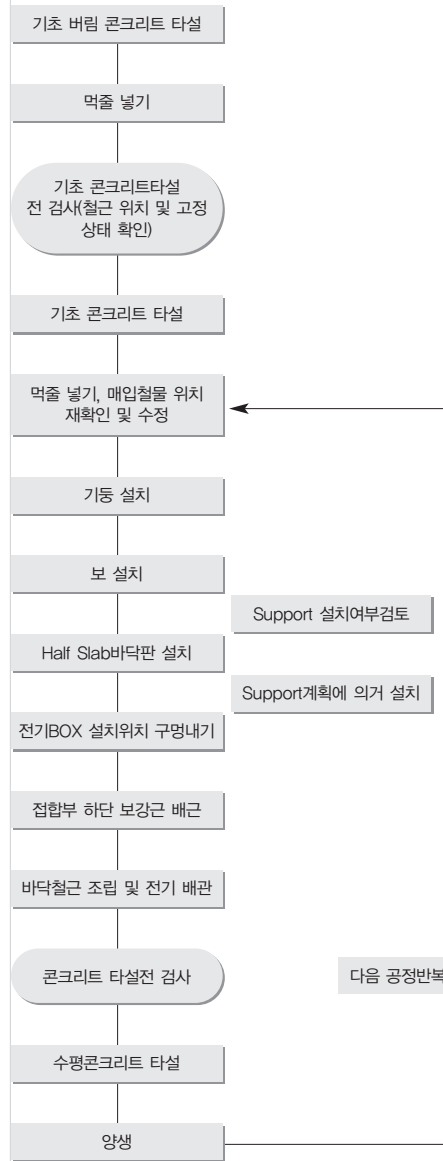 기초 버림 콘크리트 타설
먹줄 넣기
기초 콘크리트타설
전 검사(철근 위치 및 고정
상태 확인)
기초 콘크리트 타설
먹줄 넣기, 매입철물 위치
재확인 및 수정
기둥 설치
보 설치
Support 설치여부검토
Half Slab바닥판 설치
Support계획에 의거 설치
전기BOX 설치위치 구멍내기
접합부 하단 보강근 배근
바닥철근 조립 및 전기 배관
콘크리트 타설전 검사
다음 공정반복
수평콘크리트 타설
양생